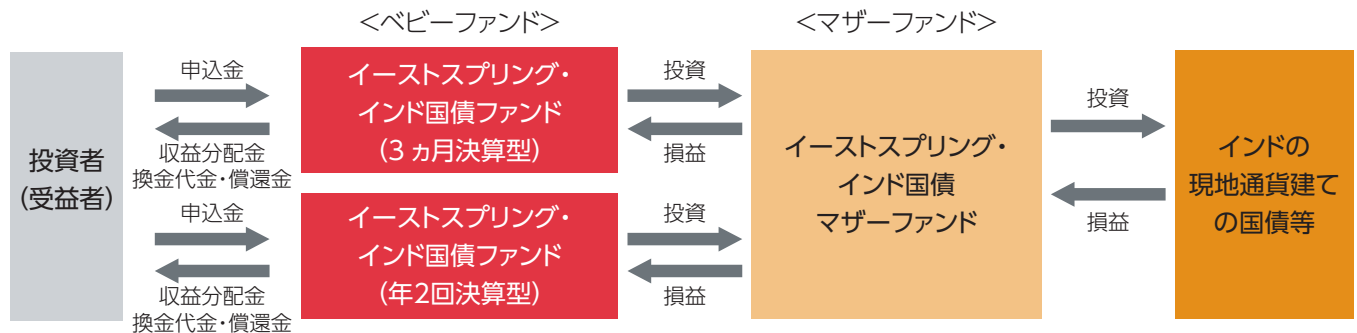 <ベビーファンド>
<マザーファンド>
投資者
(受益者)
申込金
収益分配金
換金代金・償還金
申込金
収益分配金
換金代金・償還金
イーストスプリング・
インド国債ファンド
(3ヵ月決算型)
イーストスプリング・
インド国債ファンド
(年2回決算型)
投資
損益
投資
損益
イーストスプリング・
インド国債
マザーファンド
投資
損益
インドの
現地通貨建て
の国債等